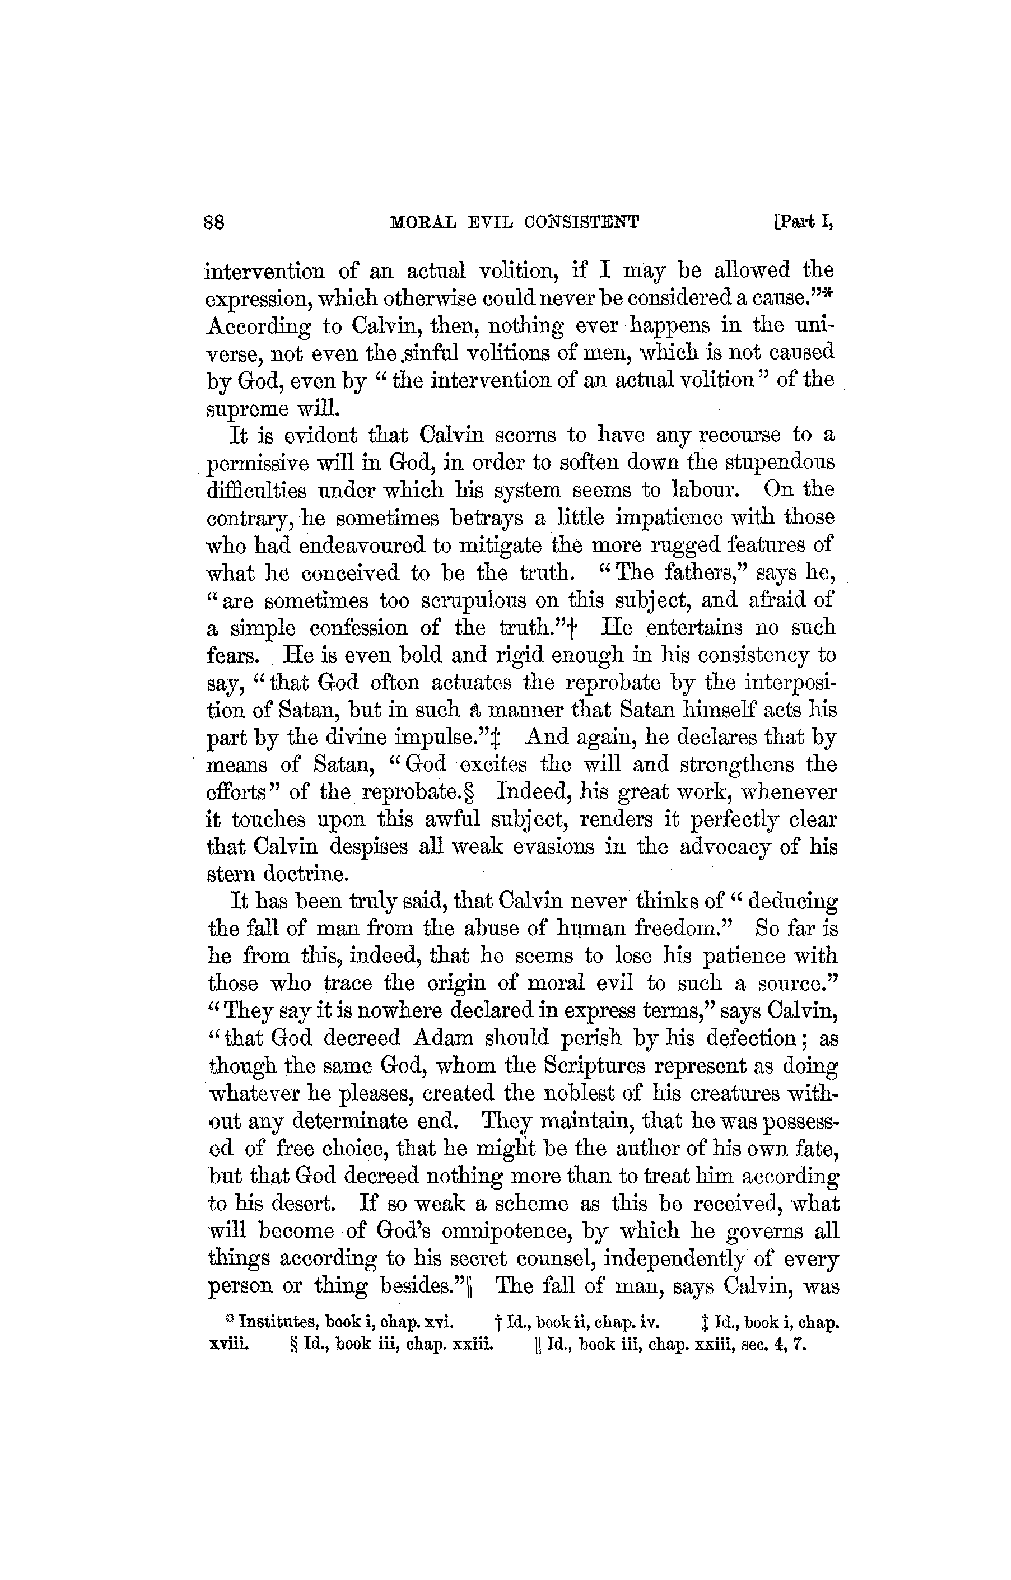 88 MORAL EVIL CONSISTENT [Part I,
intervention of an actual volition, if I may be allowed the
expression, which otherwise could never be considered a cause."*
According to Calvin, then, nothing ever happens in the uni-
verse, not even the sinful volitions of men, which is not caused
by God, even by "the intervention of an actual volition" of the
supreme will.
It is evident that Calvin scorns to have any recourse to a
permissive will in God, in order to soften down the stupendous
difficulties under which his system seems to labour. On the
contrary, he sometimes betrays a little impatience with those
who had endeavoured to mitigate the more rugged features of
what he conceived to be the truth. "The fathers," says he,
"are sometimes too scrupulous on this subject, and afraid of
a simple confession of the truth."† He entertains no such
fears. He is even bold and rigid enough in his consistency to
say, "that God often actuates the reprobate by the interposi-
tion of Satan, but in such a manner that Satan himself acts his
part by the divine impulse."‡ And again, he declares that by
means of Satan, "God excites the will and strengthens the
efforts" of the reprobate.§ Indeed, his great work, whenever
it touches upon this awful subject, renders it perfectly clear
that Calvin despises all weak evasions in the advocacy of his
stern doctrine.
It has been truly said, that Calvin never thinks of "deducing
the fall of man from the abuse of human freedom." So far is
he from this, indeed, that he seems to lose his patience with
those who trace the origin of moral evil to such a source."
"They say it is nowhere declared in express terms," says Calvin,
"that God decreed Adam should perish by his defection; as
though the same God, whom the Scriptures represent as doing
whatever he pleases, created the noblest of his creatures with-
out any determinate end. They maintain, that he was possess-
ed of free choice, that he might be the author of his own fate,
but that God decreed nothing more than to treat him according
to his desert. If so weak a scheme as this be received, what
will become of God's omnipotence, by which he governs all
things according to his secret counsel, independently of every
person or thing besides."‖ The fall of man, says Calvin, was
* Institutes, book i, chap. xvi. † Id., book ii, chap. iv. ‡ Id., book i, chap.
xviii. § Id., book iii, chap. xxiii. ‖ Id., book iii, chap. xxiii, sec. 4, 7.